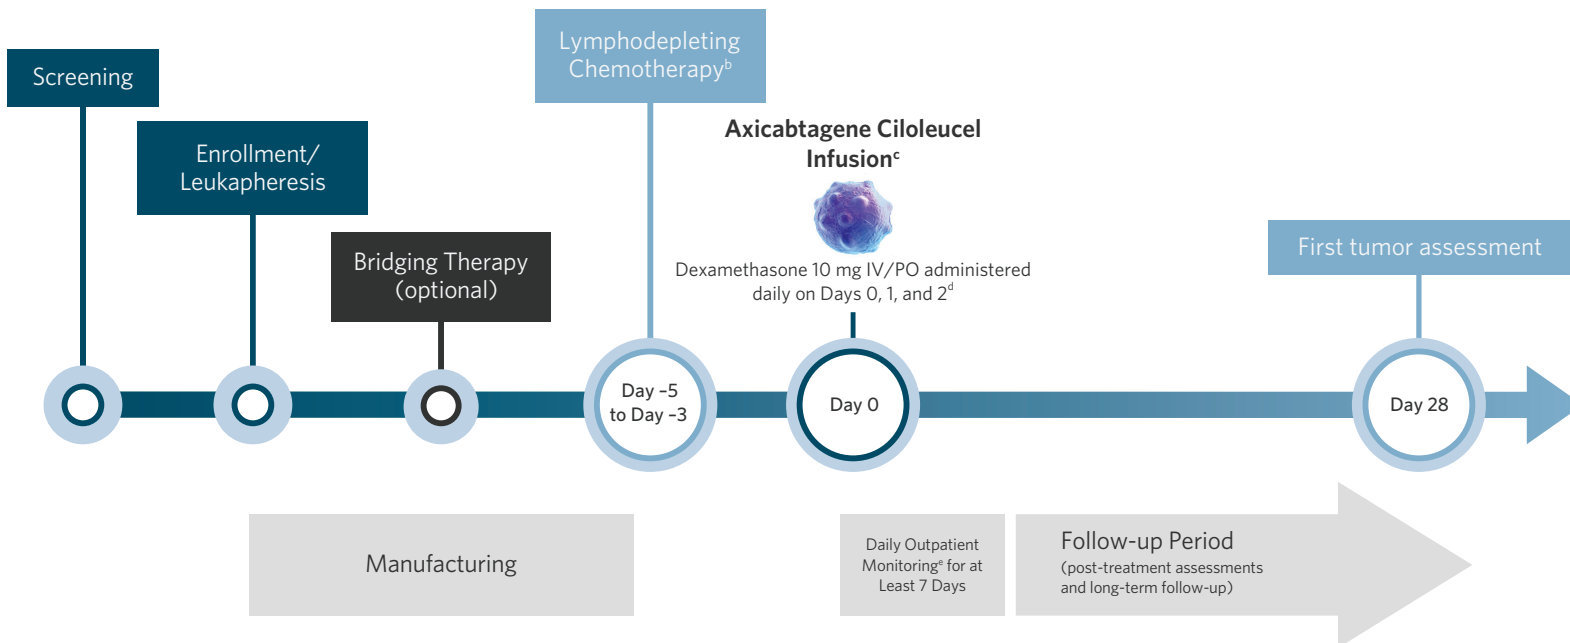 Screening
Enrollment/
Leukapheresis
Bridging Therapy
(optional)
Lymphodepleting
Chemotherapyᵇ
Axicabtagene Ciloleucel
Infusionᶜ
Dexamethasone 10 mg IV/PO administered
daily on Days 0, 1, and 2ᵈ
First tumor assessment
Day –5
to Day –3
Day 0
Day 28
Manufacturing
Daily Outpatient
Monitoringᵉ for at
Least 7 Days
Follow-up Period
(post-treatment assessments
and long-term follow-up)